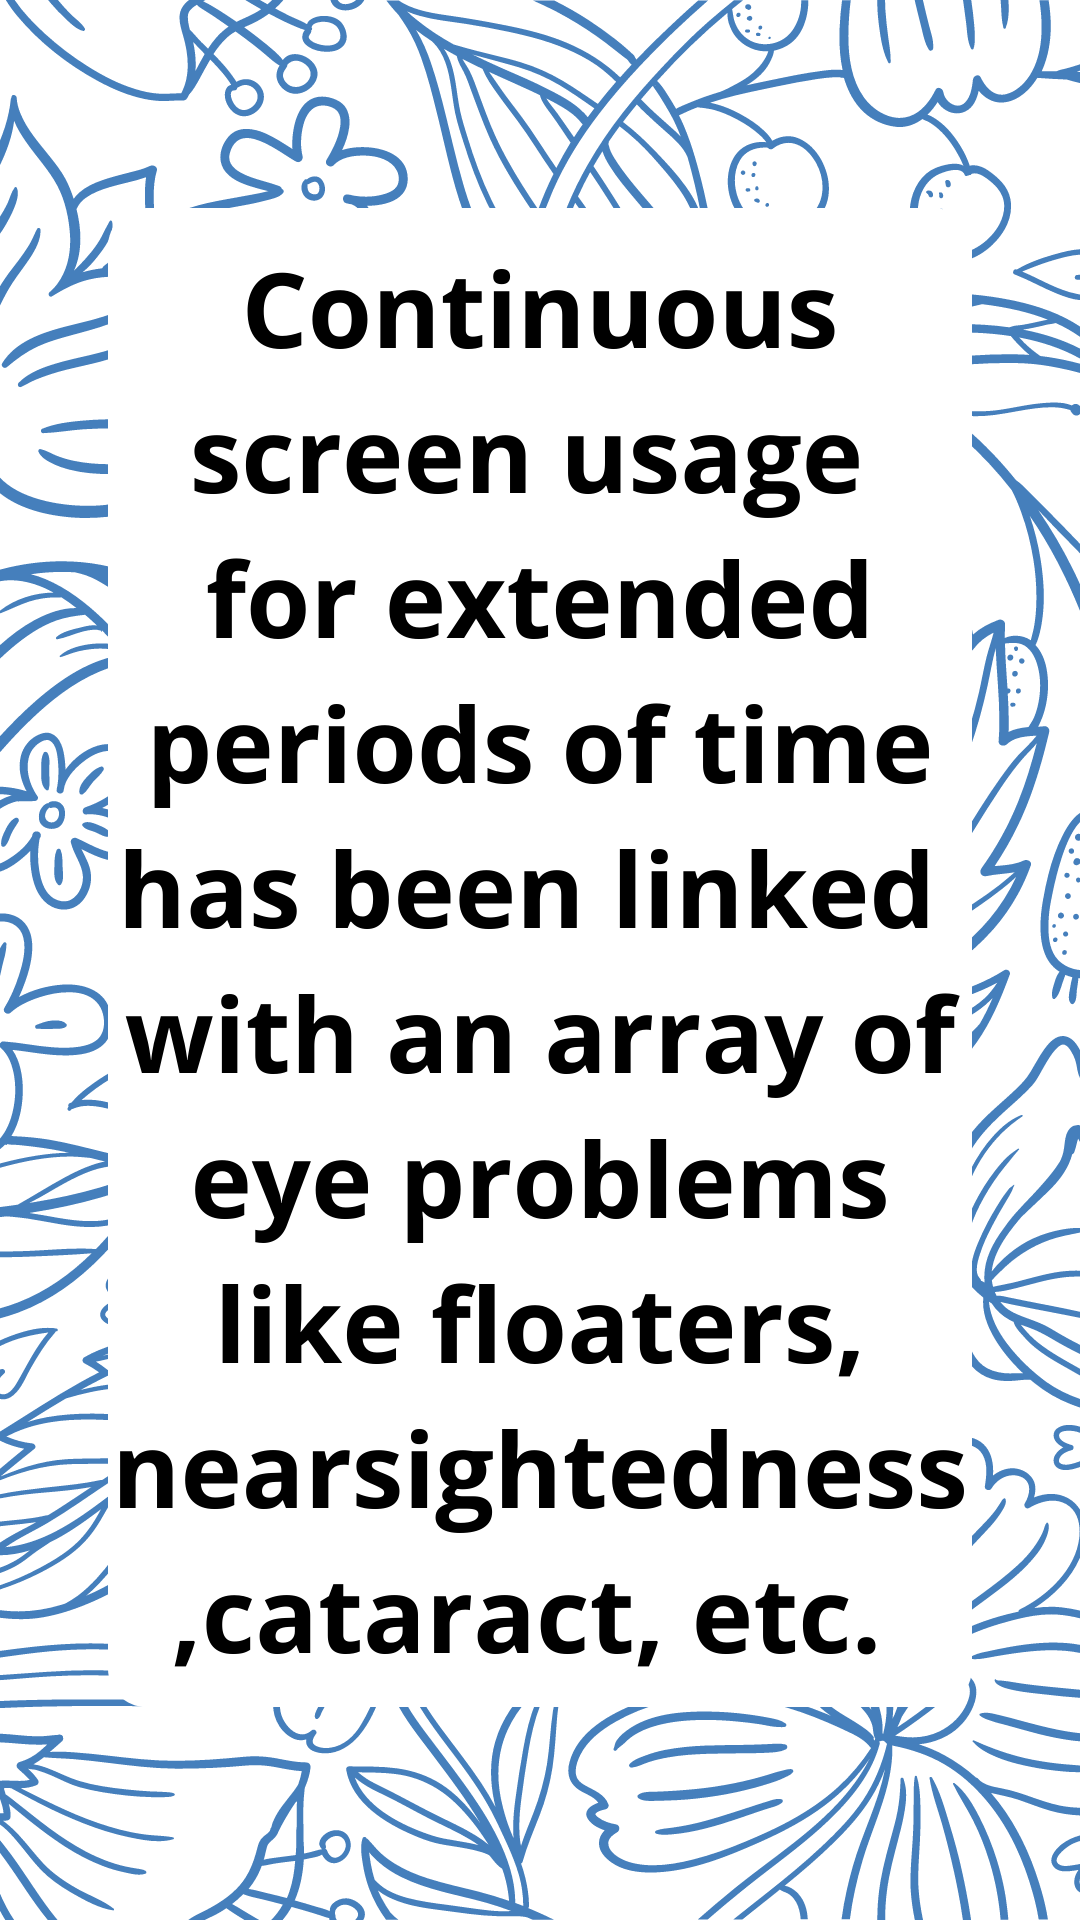 Continuous
screen usage
for extended
periods of time
has been linked
with an array of
eye problems
like floaters,
nearsightedness
,cataract, etc.